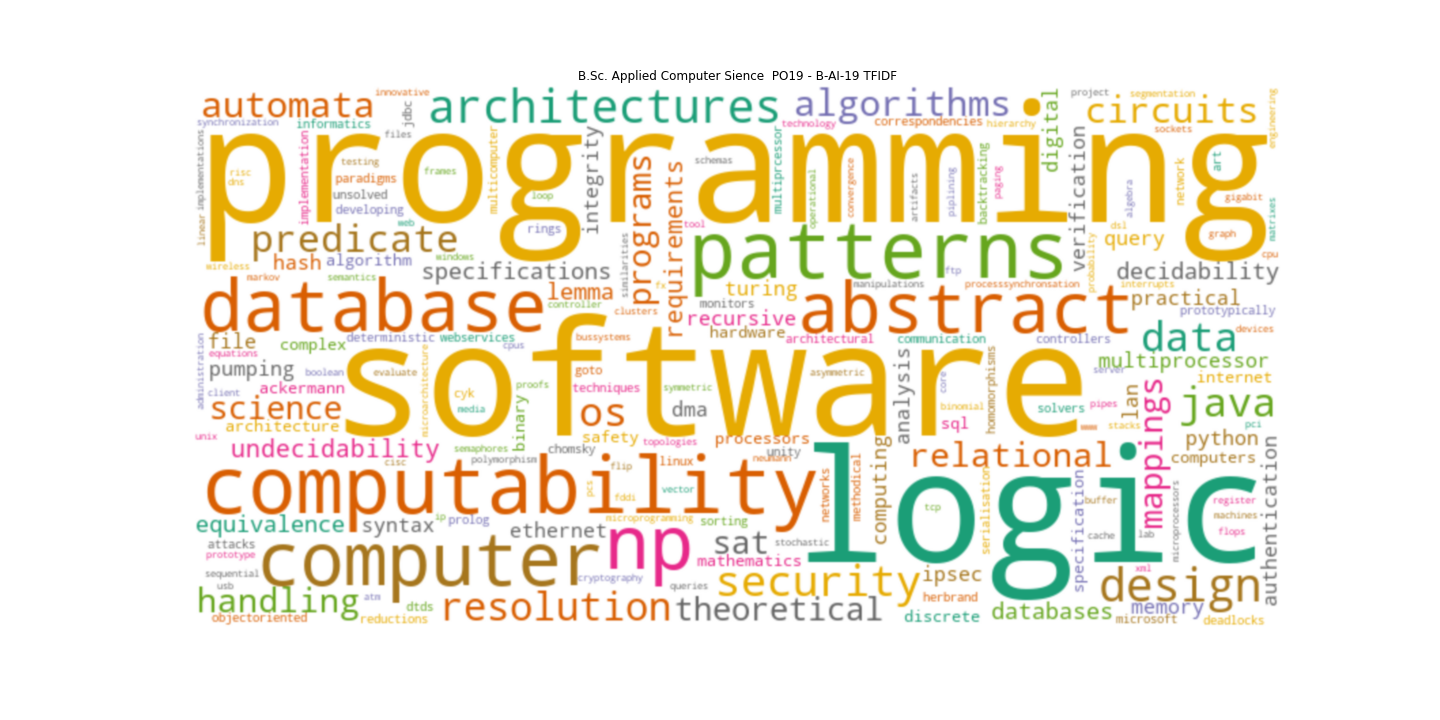 B.Sc. Applied Computer Sience  PO19 - B-AI-19 TFIDF
automata
innovative
jdbc
architectures
algorithms
digital
project
segmentation
circuits
engineering
synchronization
informatics
files
technology
correspondencies
hierarchy
sockets
programming
implementations
risc
dns
implementation
testing
paradigms
unsolved
developing
web
frames
multicomputer
loop
rings
integrity
programs
requirements
schemas
tool
multiprcessor
operational
convergence
artifacts
piplining
backtracking
paging
verification
algebra
network
art
gigabit
graph
matrixes
linear
predicate
patterns
dsl
query
cpu
wireless
hash
algorithm
windows
specifications
similarities
fx
ftp
probability
decidability
markov
semantics
database
lemma
controller
clusters
turing
monitors
manipulations
processsynchronsation
interrupts
abstract
practical
prototypically
recursive
hardware
architectural
communication
controllers
data
devices
file
deterministic
webservices
cpus
bussystems
software
administration
equations
complex
multiprocessor
pumping
boolean
evaluate
microarchitecture
goto
asymmetric
analysis
core
homomorphisms
server
internet
client
ackermann
cyk
proofs
techniques
symmetric
lan
mappings
java
science
media
binary
os
dma
binomial
solvers
pipes
sql
stacks
pci
architecture
unix
undecidability
semaphores
chomsky
safety
topologies
processors
unity
python
computers
cisc
polymorphism
flip
linux
neumann
relational
computability
logic
pcs
fddi
vector
networks
methodical
computing
tcp
serialisation
specification
buffer
microprocessors
register
machines
authentication
equivalence
syntax
ip
prolog
microprogramming
sorting
ethernet
np
sat
stochastic
cache
lab
flops
attacks
prototype
computer
mathematics
xml
sequential
usb
cryptography
queries
security
ipsec
design
handling
atm
dtds
resolution
theoretical
herbrand
discrete
databases
memory
objectoriented
reductions
microsoft
deadlocks